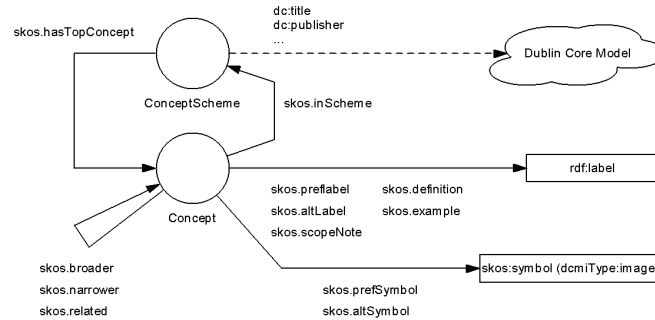 dc:title
dc:publisher
...
skos.hasTopConcept
Dublin Core Model
ConceptScheme
skos.inScheme
rdf:label
skos.preflabel
skos.definition
Concept
skos.altLabel
skos.example
skos.scopeNote
skos.broader
skos:symbol (dcmiType:image
skos.narrower
skos.prefSymbol
skos.related
skos.altSymbol